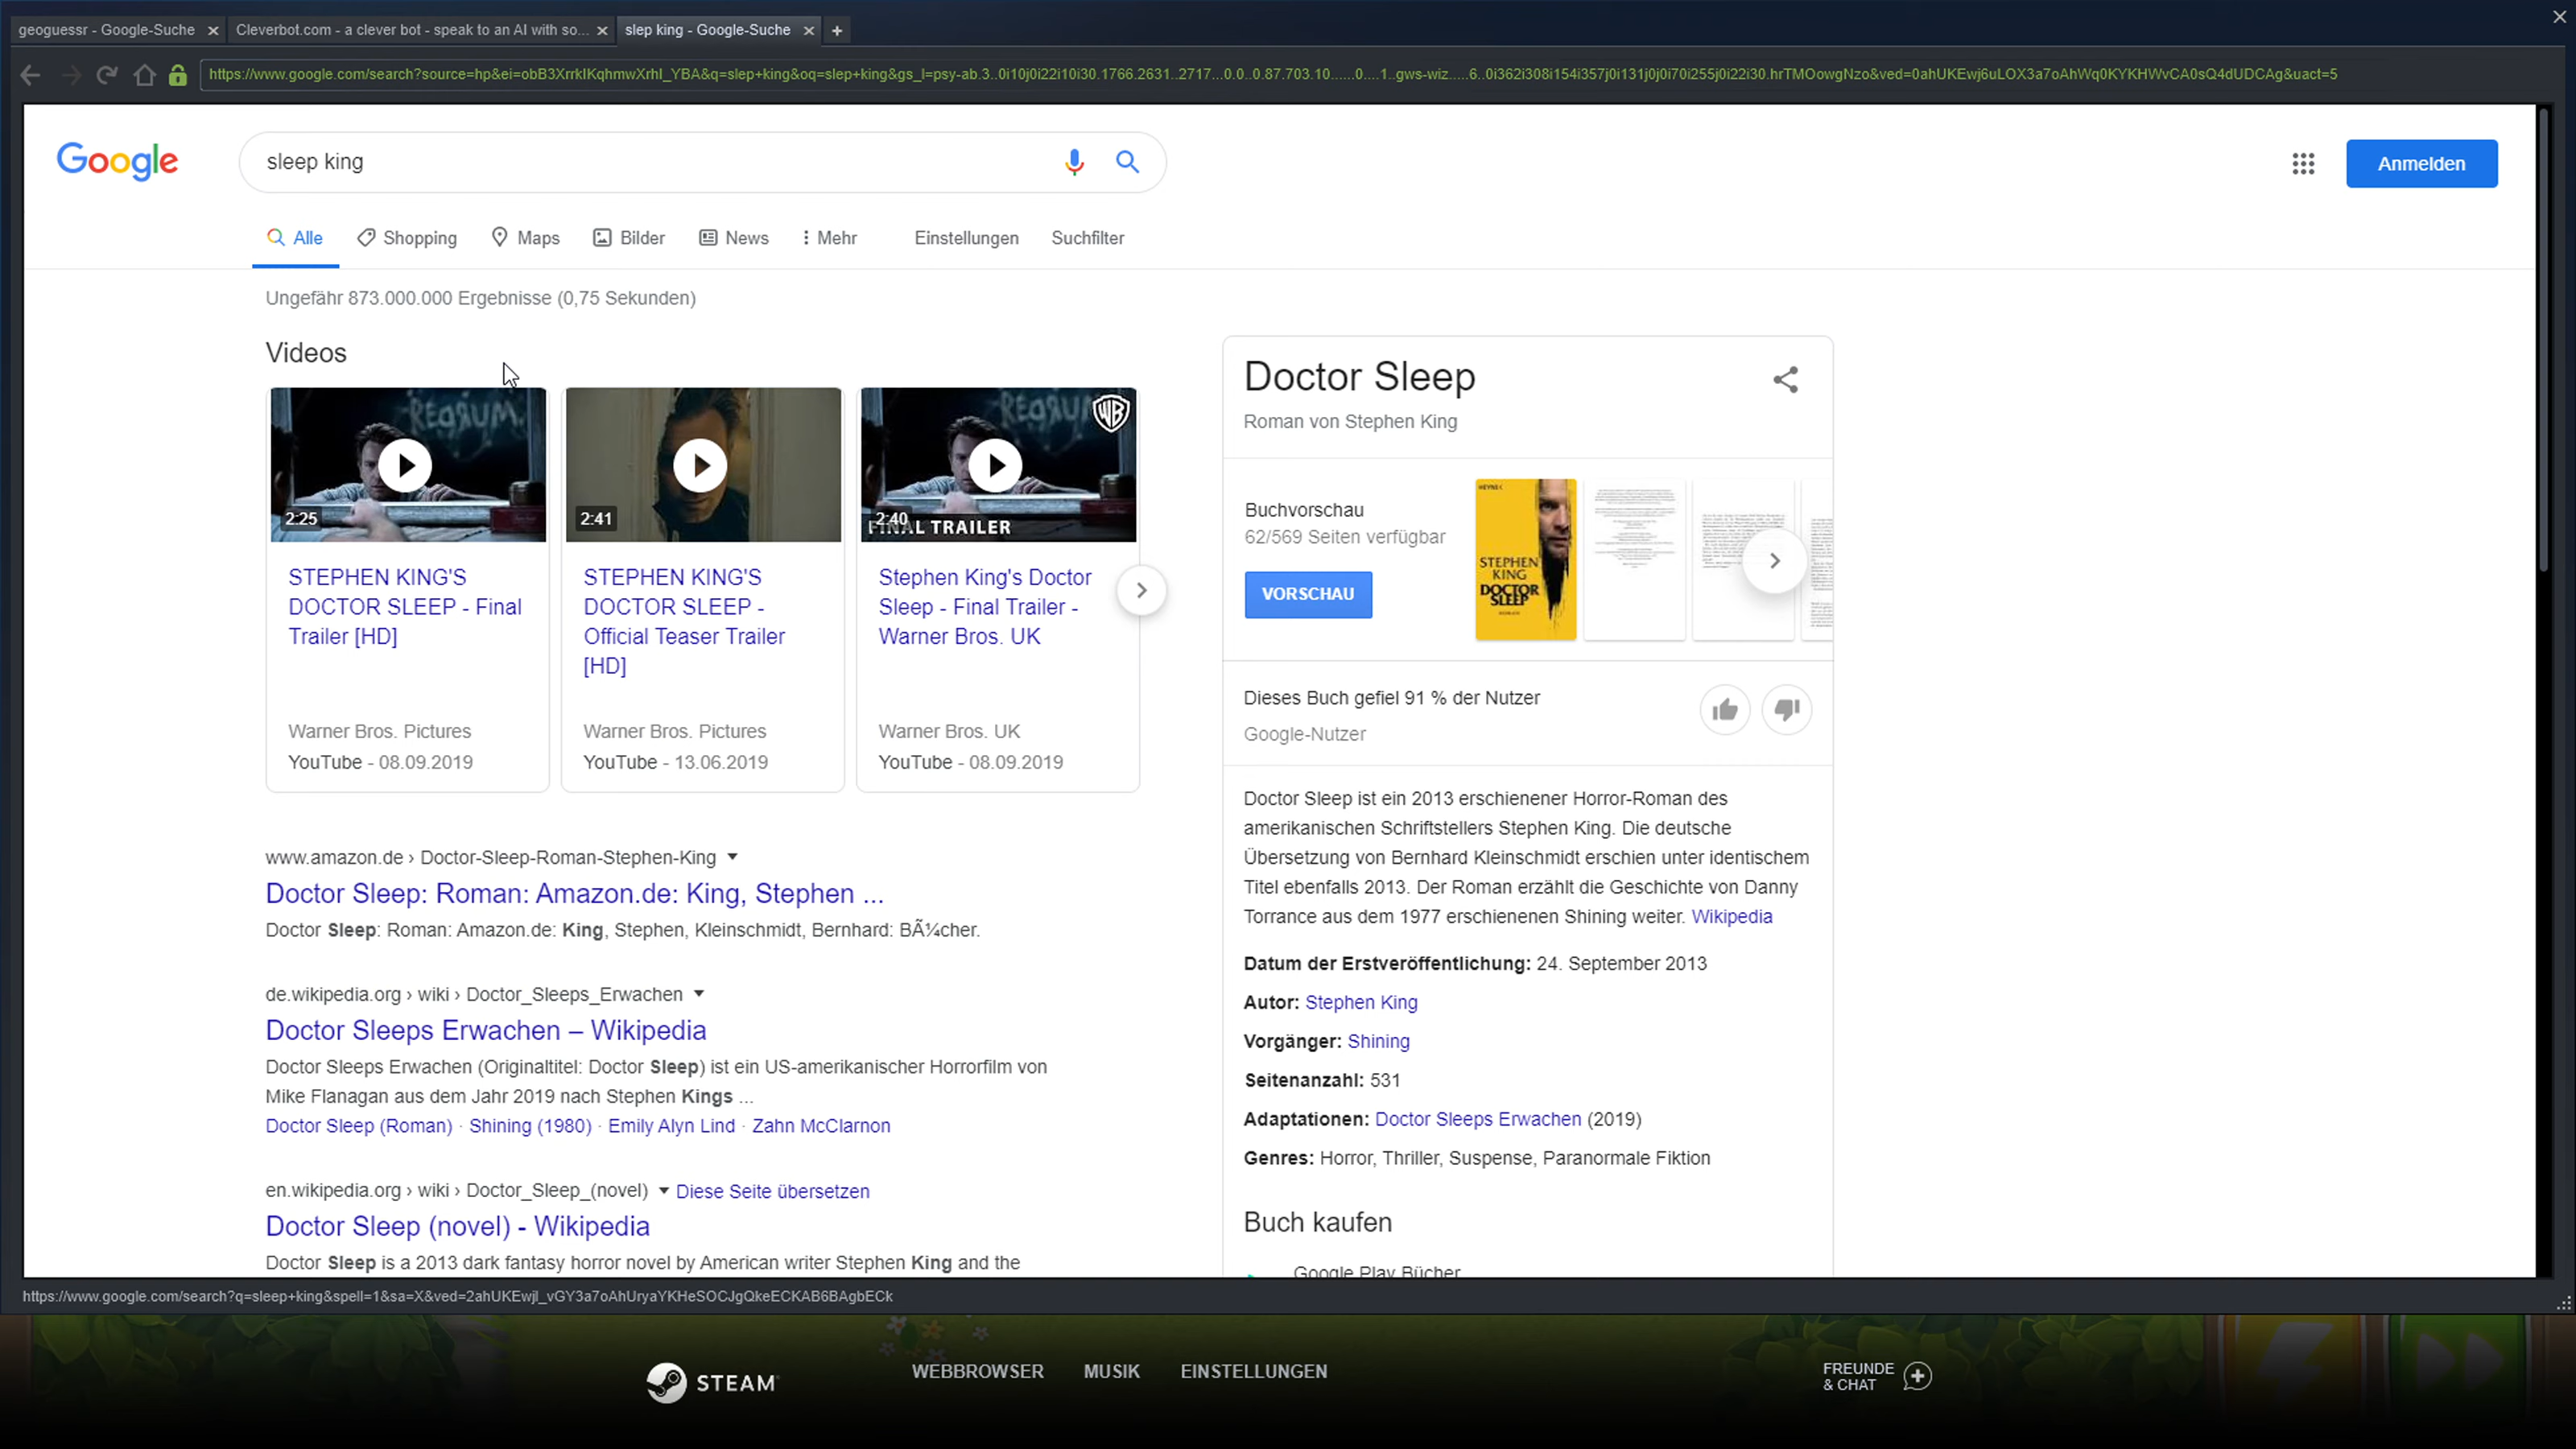 geoguessr - Google-Suche
Cleverbot.com - a clever bot - speak to an AI with so...
slep king - Google-Suche
https://www.google.com/search?source=hp&ei=obB3XrrkIKqhmwXrhI_YBA&q=slep+king&oq=slep+king&gs_l=psy-ab.3..0i10j0i22i10i30.1766.2631..2717...0.0..0.87.703.10......0....1..gws-wiz.....6..0i362i308i154i357j0i131j0j0i70i255j0i22i30.hrTMOowgNzo&ved=0ahUKEwj6uLOX3a7oAhWq0KYKHWvCA0sQ4dUDCAg&uact=5
Google
sleep king
Anmelden
Alle
Shopping
Maps
Bilder
News
Mehr
Einstellungen
Suchfilter
Ungefähr 873.000.000 Ergebnisse (0,75 Sekunden)
Videos
REDRUM.
2:25
STEPHEN KING'S
DOCTOR SLEEP - Final
Trailer [HD]
Warner Bros. Pictures
YouTube - 08.09.2019
2:41
STEPHEN KING'S
DOCTOR SLEEP -
Official Teaser Trailer
[HD]
Warner Bros. Pictures
YouTube - 13.06.2019
REDRUM
WB
2:40
FINAL TRAILER
Stephen King's Doctor
Sleep - Final Trailer -
Warner Bros. UK
Warner Bros. UK
YouTube - 08.09.2019
www.amazon.de › Doctor-Sleep-Roman-Stephen-King
Doctor Sleep: Roman: Amazon.de: King, Stephen ...
Doctor Sleep: Roman: Amazon.de: King, Stephen, Kleinschmidt, Bernhard: BÃ¼cher.
de.wikipedia.org › wiki › Doctor_Sleeps_Erwachen
Doctor Sleeps Erwachen – Wikipedia
Doctor Sleeps Erwachen (Originaltitel: Doctor Sleep) ist ein US-amerikanischer Horrorfilm von
Mike Flanagan aus dem Jahr 2019 nach Stephen Kings ...
Doctor Sleep (Roman) · Shining (1980) · Emily Alyn Lind · Zahn McClarnon
en.wikipedia.org › wiki › Doctor_Sleep_(novel) Diese Seite übersetzen
Doctor Sleep (novel) - Wikipedia
Doctor Sleep is a 2013 dark fantasy horror novel by American writer Stephen King and the
Doctor Sleep
Roman von Stephen King
Buchvorschau
62/569 Seiten verfügbar
VORSCHAU
HEYNE
STEPHEN
KING
DOCTOR
SLEEP
Dieses Buch gefiel 91 % der Nutzer
Google-Nutzer
Doctor Sleep ist ein 2013 erschienener Horror-Roman des
amerikanischen Schriftstellers Stephen King. Die deutsche
Übersetzung von Bernhard Kleinschmidt erschien unter identischem
Titel ebenfalls 2013. Der Roman erzählt die Geschichte von Danny
Torrance aus dem 1977 erschienenen Shining weiter. Wikipedia
Datum der Erstveröffentlichung: 24. September 2013
Autor: Stephen King
Vorgänger: Shining
Seitenanzahl: 531
Adaptationen: Doctor Sleeps Erwachen (2019)
Genres: Horror, Thriller, Suspense, Paranormale Fiktion
Buch kaufen
Google Play Bücher
https://www.google.com/search?q=sleep+king&spell=1&sa=X&ved=2ahUKEwjl_vGY3a7oAhUryaYKHeSOCJgQkeECKAB6BAgbECk
STEAM
WEBBROWSER
MUSIK
EINSTELLUNGEN
FREUNDE
& CHAT